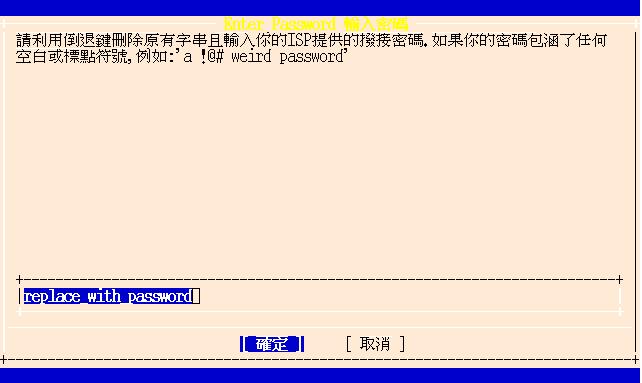 Enter Password 輸入密碼
請利用倒退鍵刪除原有字串且輸入你的ISP提供的撥接密碼.如果你的密碼包涵了任何
空白或標點符號,例如:'a !@# weird password'
replace_with_password
確定 [ 取消 ]